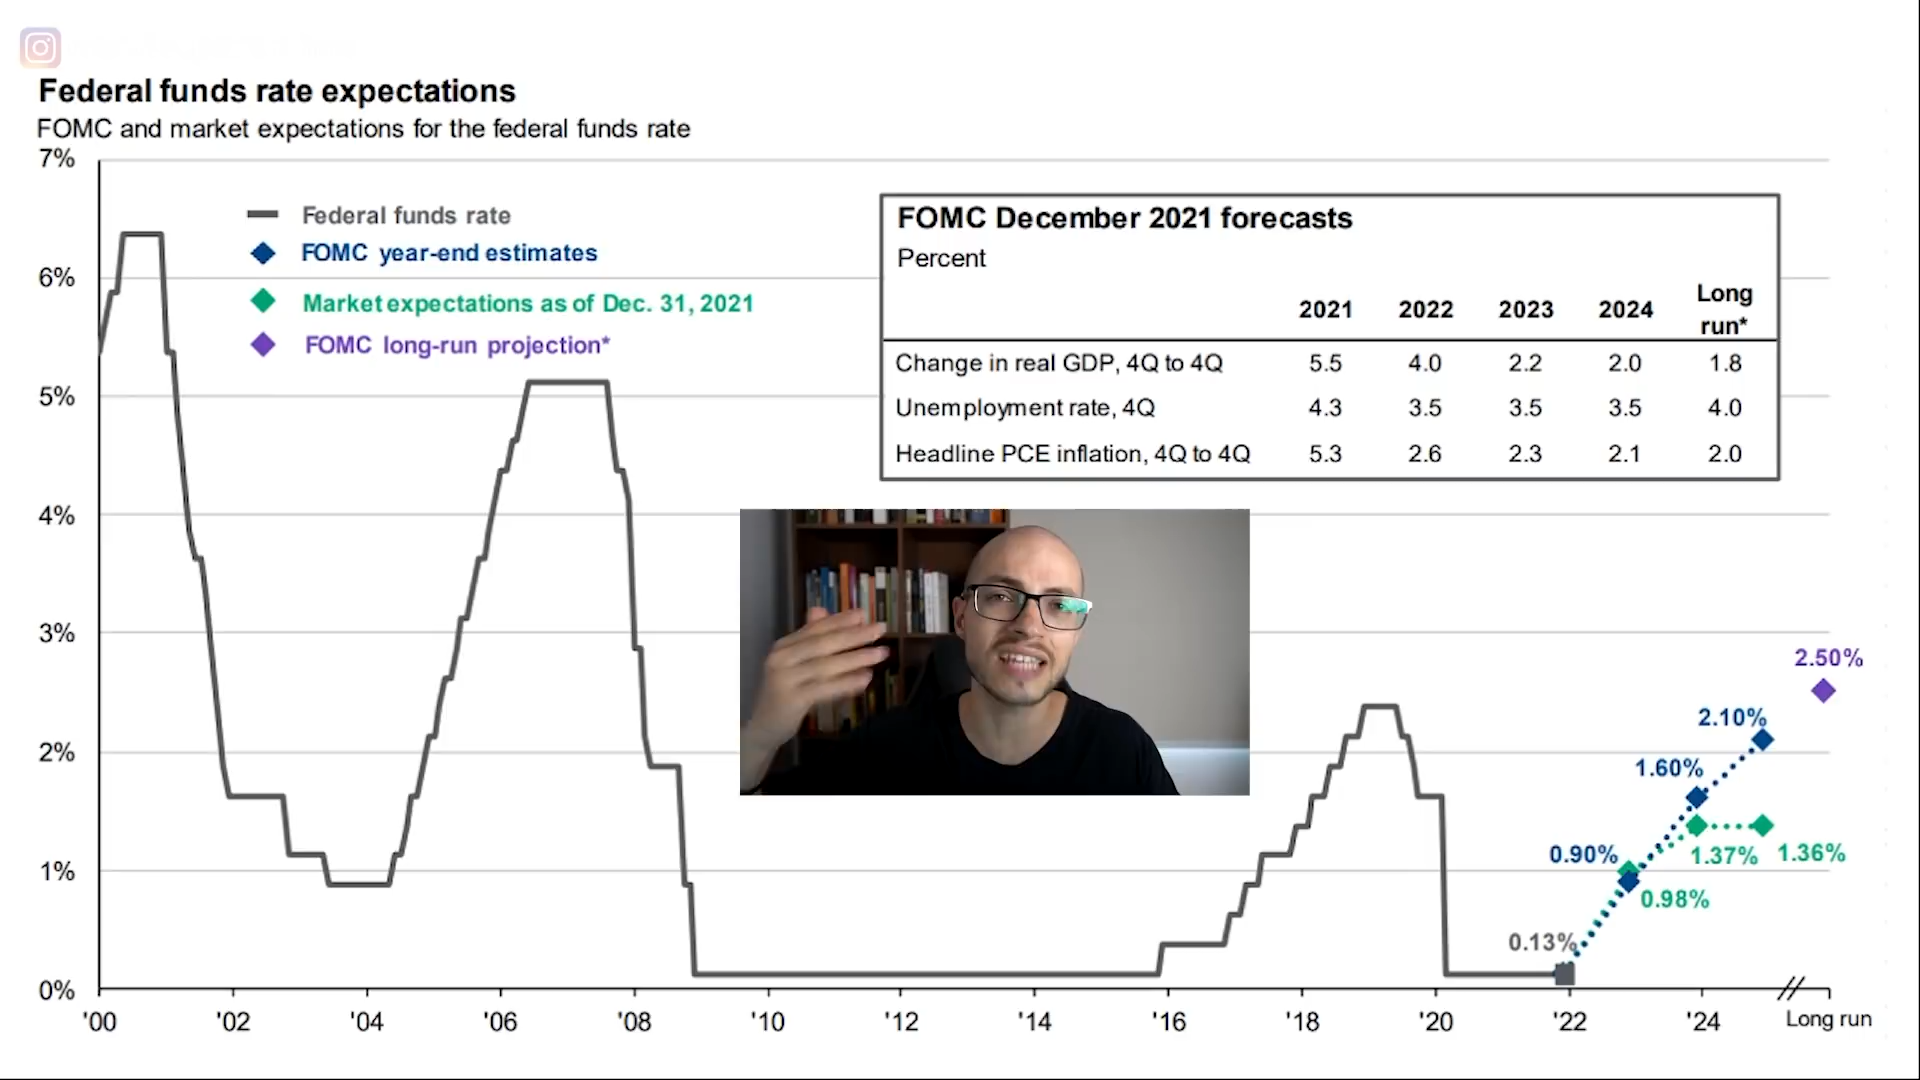 Federal funds rate expectations
FOMC and market expectations for the federal funds rate
7%
6%
5%
4%
3%
2%
1%
0%
Federal funds rate
FOMC year-end estimates
Market expectations as of Dec. 31, 2021
FOMC long-run projection*
FOMC December 2021 forecasts
Percent
2021 2022 2023 2024 Long run*
Change in real GDP, 4Q to 4Q 5.5 4.0 2.2 2.0 1.8
Unemployment rate, 4Q 4.3 3.5 3.5 3.5 4.0
Headline PCE inflation, 4Q to 4Q 5.3 2.6 2.3 2.1 2.0
2.50%
2.10%
1.60%
0.90%
1.37%
1.36%
0.98%
0.13%
'00 '02 '04 '06 '08 '10 '12 '14 '16 '18 '20 '22 '24 Long run